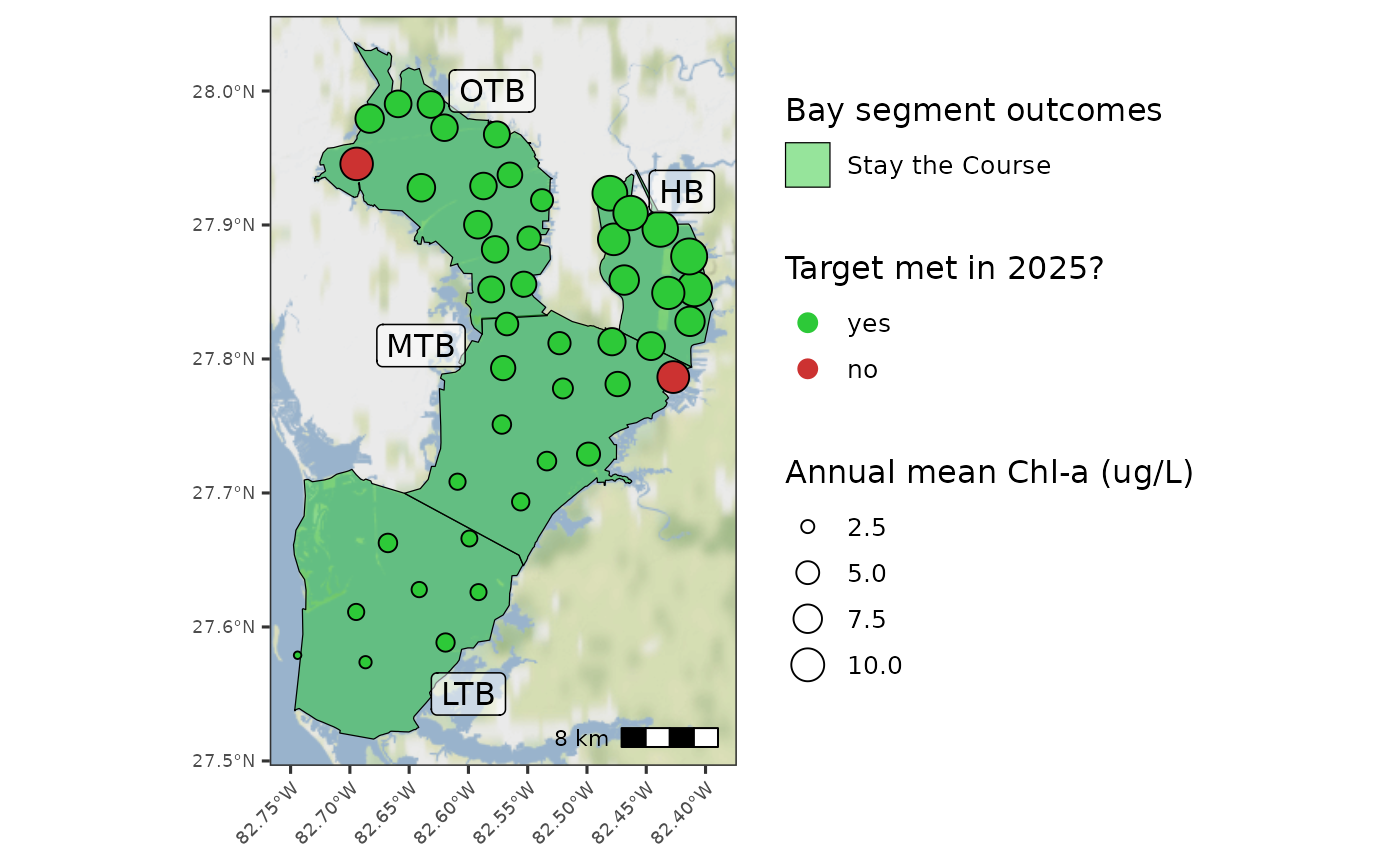 28.0°N
27.9°N
27.8°N
27.7°N
27.6°N
27.5°N
OTB
HB
MTB
LTB
8 km
82.75°W
82.70°W
82.65°W
82.60°W
82.55°W
82.50°W
82.45°W
82.40°W
Bay segment outcomes
Stay the Course
Target met in 2025?
yes
no
Annual mean Chl-a (ug/L)
2.5
5.0
7.5
10.0